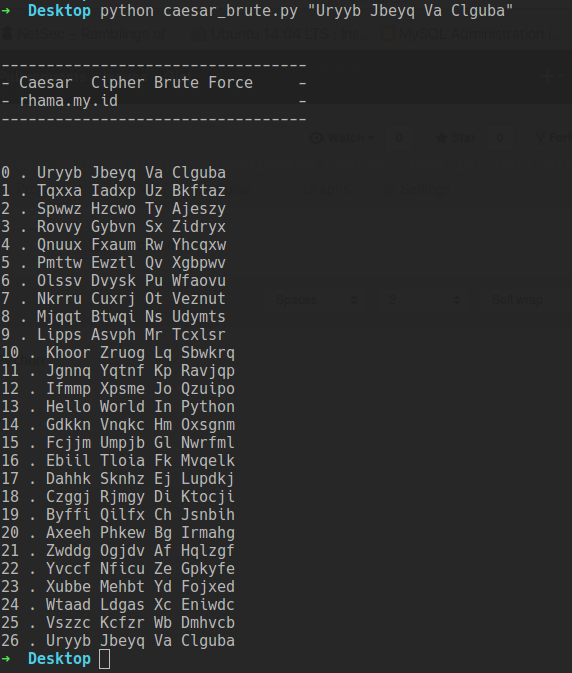 ➜ Desktop python caesar_brute.py "Uryyb Jbeyq Va Clguba"
----------------------------------
- Caesar  Cipher Brute Force     -
- rhama.my.id                    -
----------------------------------
0 . Uryyb Jbeyq Va Clguba
1 . Tqxxa Iadxp Uz Bkftaz
2 . Spwwz Hzcwo Ty Ajeszy
3 . Rovvy Gybvn Sx Zidryx
4 . Qnuux Fxaum Rw Yhcqxw
5 . Pmttw Ewztl Qv Xgbpwv
6 . Olssv Dvysk Pu Wfaovu
7 . Nkrru Cuxrj Ot Veznut
8 . Mjqqt Btwqi Ns Udymts
9 . Lipps Asvph Mr Tcxlsr
10 . Khoor Zruog Lq Sbwkrq
11 . Jgnnq Yqtnf Kp Ravjqp
12 . Ifmmp Xpsme Jo Qzuipo
13 . Hello World In Python
14 . Gdkkn Vnqkc Hm Oxsgnm
15 . Fcjjm Umpjb Gl Nwrfml
16 . Ebiil Tloia Fk Mvqelk
17 . Dahhk Sknhz Ej Lupdkj
18 . Czggj Rjmgy Di Ktocji
19 . Byffi Qilfx Ch Jsnbih
20 . Axeeh Phkew Bg Irmahg
21 . Zwddg Ogjdv Af Hqlzgf
22 . Yvccf Nficu Ze Gpkyfe
23 . Xubbe Mehbt Yd Fojxed
24 . Wtaad Ldgas Xc Eniwdc
25 . Vszzc Kcfzr Wb Dmhvcb
26 . Uryyb Jbeyq Va Clguba
➜ Desktop